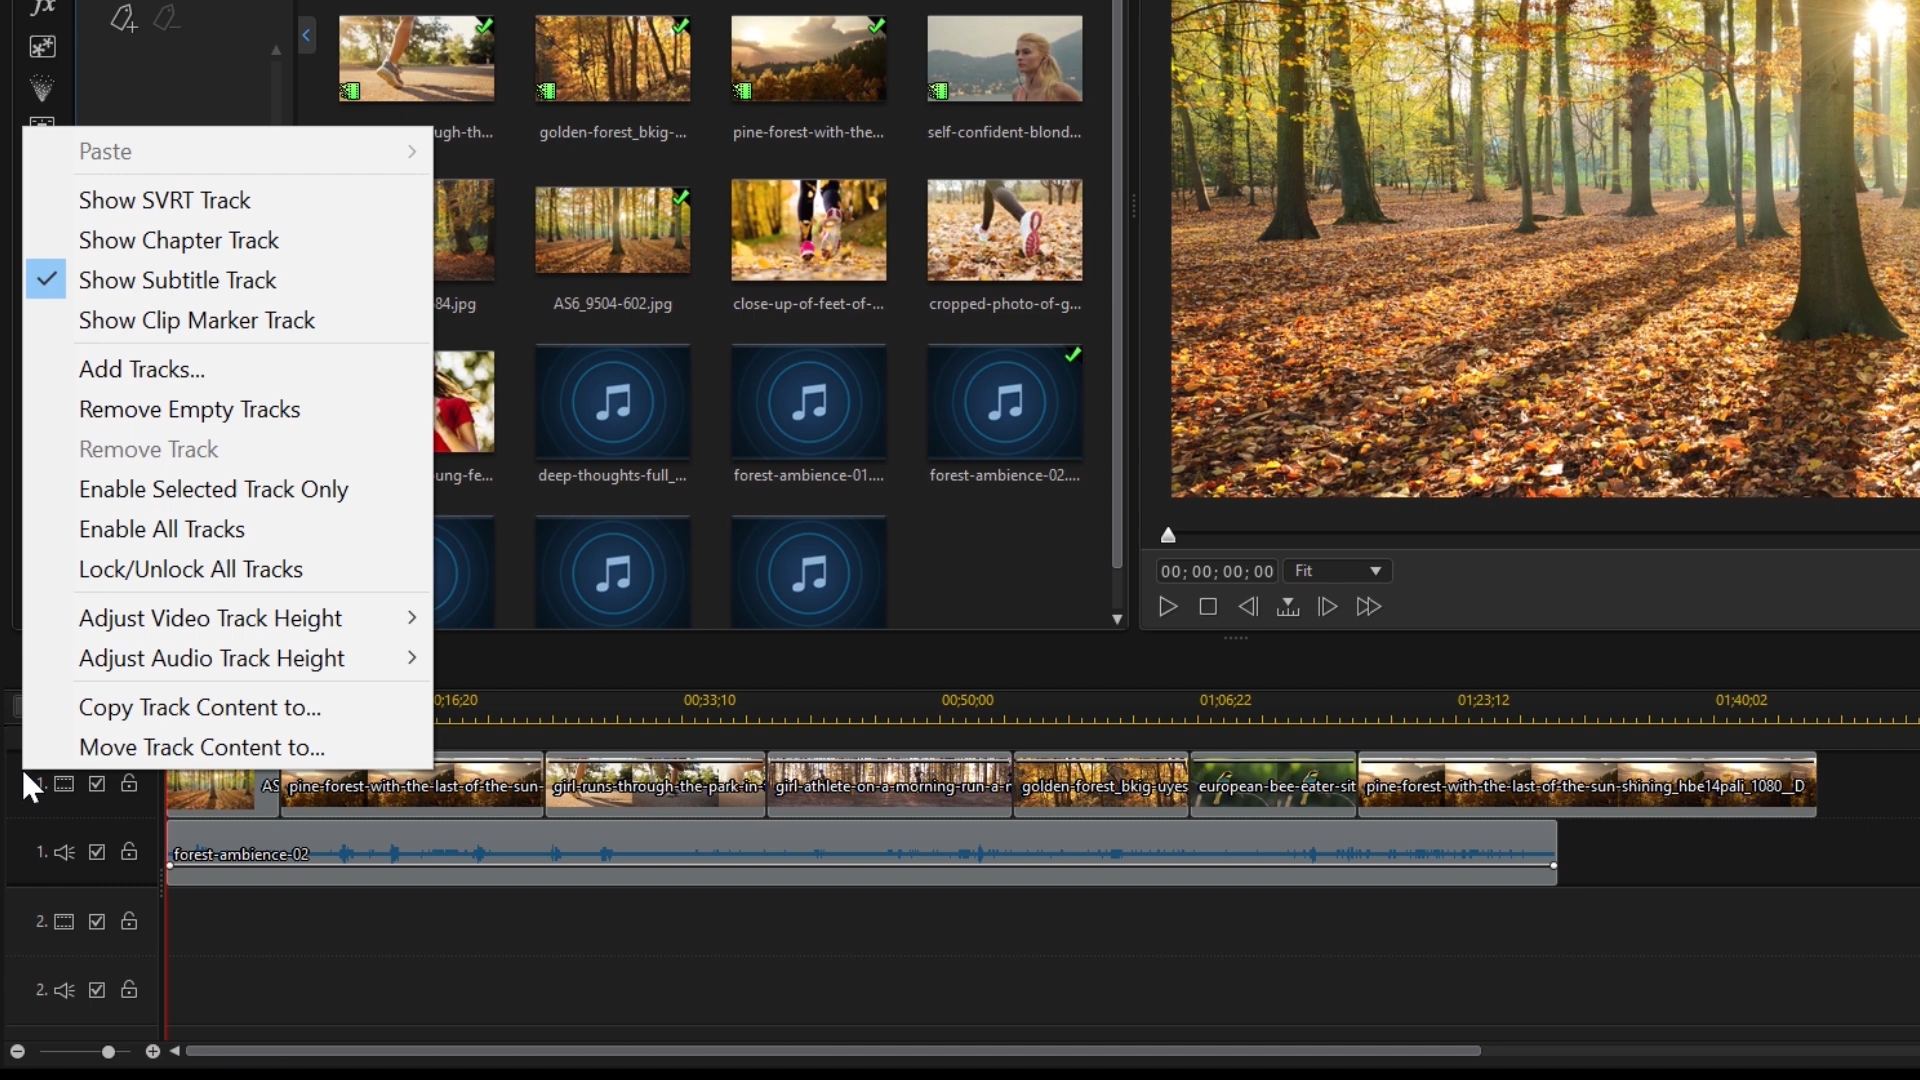 fx
ugh-th...
golden-forest_bkig-...
pine-forest-with-the...
self-confident-blond...
Paste
Show SVRT Track
Show Chapter Track
Show Subtitle Track
Show Clip Marker Track
Add Tracks...
Remove Empty Tracks
Remove Track
Enable Selected Track Only
Enable All Tracks
Lock/Unlock All Tracks
Adjust Video Track Height
Adjust Audio Track Height
Copy Track Content to...
Move Track Content to...
84.jpg
AS6_9504-602.jpg
close-up-of-feet-of-...
cropped-photo-of-g...
ung-fe...
deep-thoughts-full_...
forest-ambience-01....
forest-ambience-02....
00;00;00;00
Fit
0;16;20
00;33;10
00;50;00
01;06;22
01;23;12
01;40;02
1.
AS
pine-forest-with-the-last-of-the-sun-
girl-runs-through-the-park-in-
girl-athlete-on-a-morning-run-a-r
golden-forest_bkig-uyes
european-bee-eater-sit
pine-forest-with-the-last-of-the-sun-shining_hbe14pali_1080__D
1.
forest-ambience-02
2.
2.